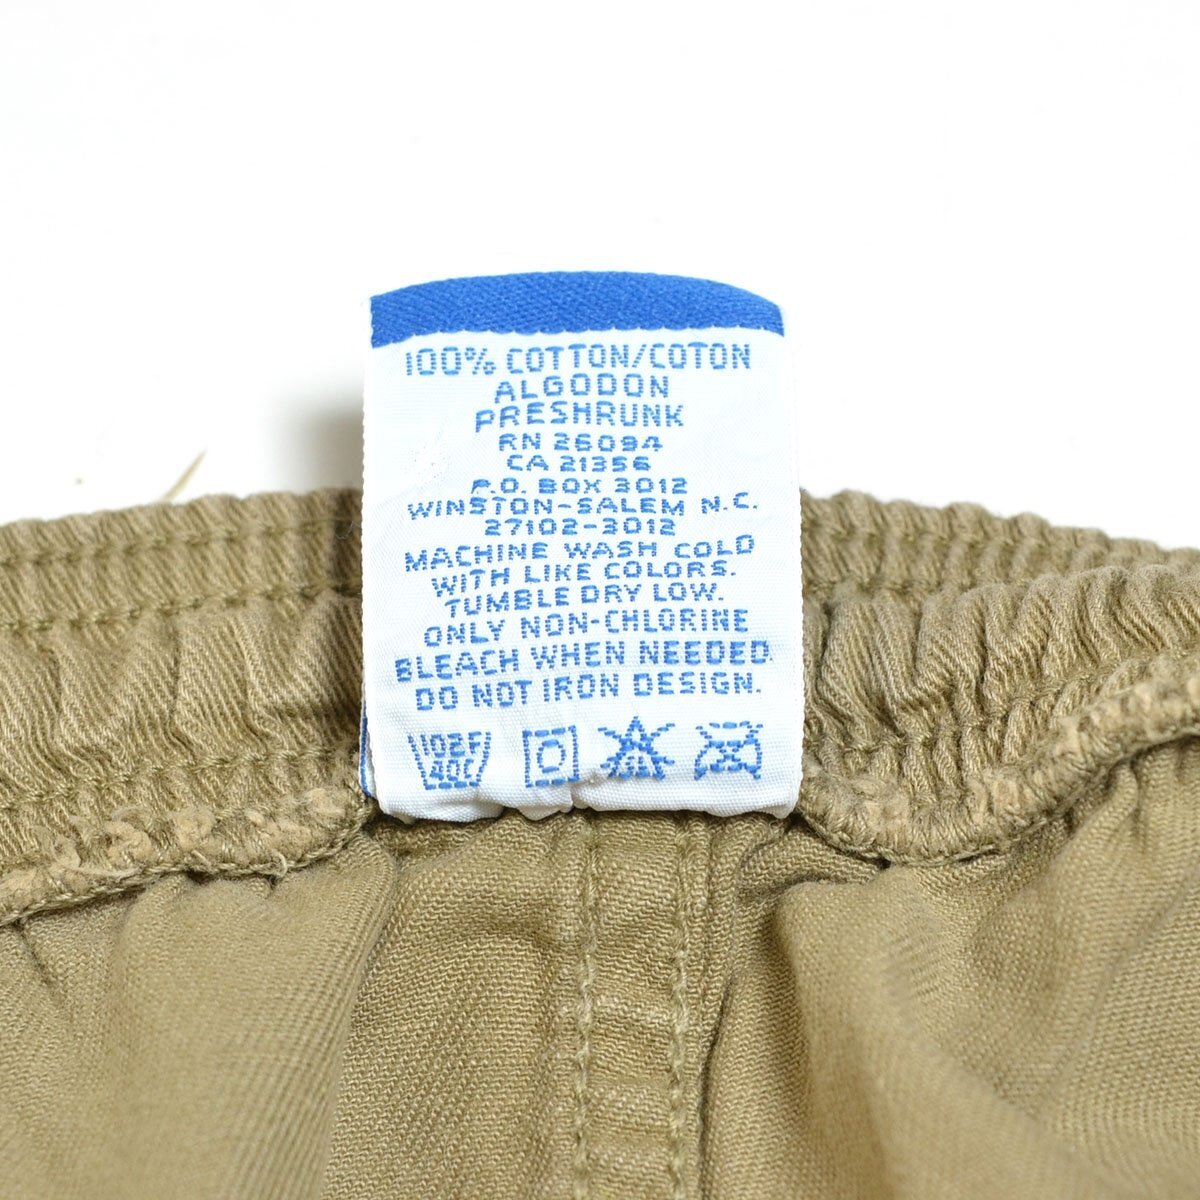 100% COTTON/COTON
ALGODON
PRESHRUNK
RN 26094
CA 21356
P.O. BOX 3012
WINSTON-SALEM N.C.
27102-3012
MACHINE WASH COLD
WITH LIKE COLORS.
TUMBLE DRY LOW.
ONLY NON-CHLORINE
BLEACH WHEN NEEDED.
DO NOT IRON DESIGN.
102F
40C